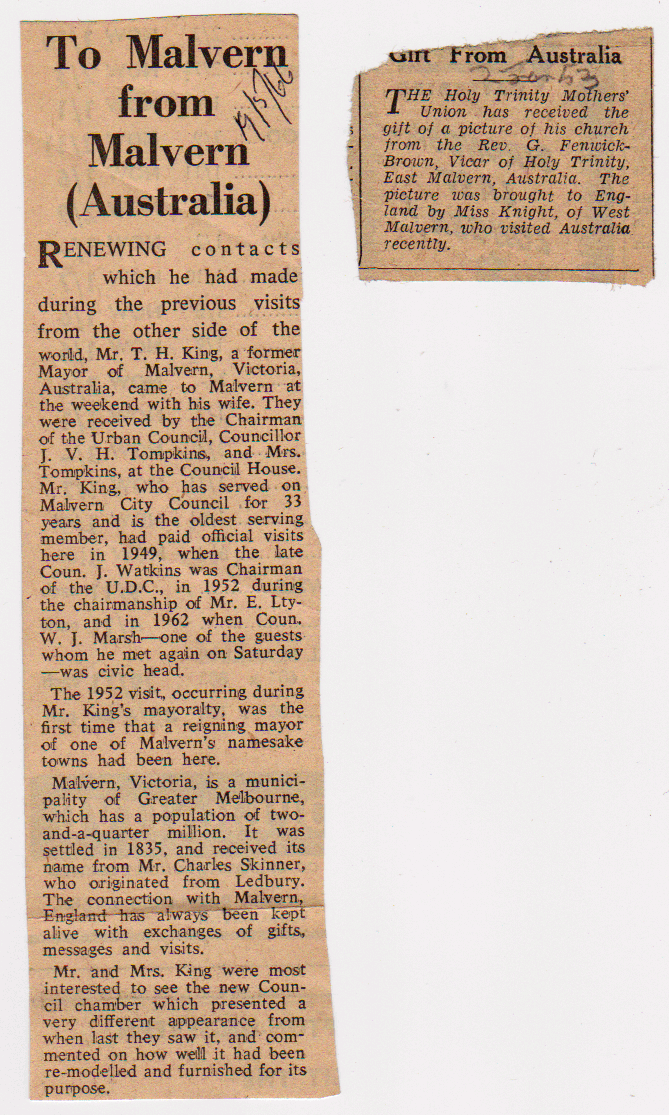 To Malvern
from
Malvern
(Australia)
RENEWING contacts
which he had made
during the previous visits
from the other side of the
world, Mr. T. H. King, a former
Mayor of Malvern, Victoria,
Australia, came to Malvern at
the weekend with his wife. They
were received by the Chairman
of the Urban Council, Councillor
J. V. H. Tompkins, and Mrs.
Tompkins, at the Council House.
Mr. King, who has served on
Malvern City Council for 33
years and is the oldest serving
member, had paid official visits
here in 1949, when the late
Coun. J. Watkins was Chairman
of the U.D.C., in 1952 during
the chairmanship of Mr. E. Lty-
ton, and in 1962 when Coun.
W. J. Marsh—one of the guests
whom he met again on Saturday
—was civic head.
The 1952 visit, occurring during
Mr. King's mayoralty, was the
first time that a reigning mayor
of one of Malvern's namesake
towns had been here.
Malvern, Victoria, is a munici-
pality of Greater Melbourne,
which has a population of two-
and-a-quarter million. It was
settled in 1835, and received its
name from Mr. Charles Skinner,
who originated from Ledbury.
The connection with Malvern,
England has always been kept
alive with exchanges of gifts,
messages and visits.
Mr. and Mrs. King were most
interested to see the new Coun-
cil chamber which presented a
very different appearance from
when last they saw it, and com-
mented on how well it had been
re-modelled and furnished for its
purpose.
Gift From Australia
THE Holy Trinity Mothers'
Union has received the
gift of a picture of his church
from the Rev. G. Fenwick-
Brown, Vicar of Holy Trinity,
East Malvern, Australia. The
picture was brought to Eng-
land by Miss Knight, of West
Malvern, who visited Australia
recently.